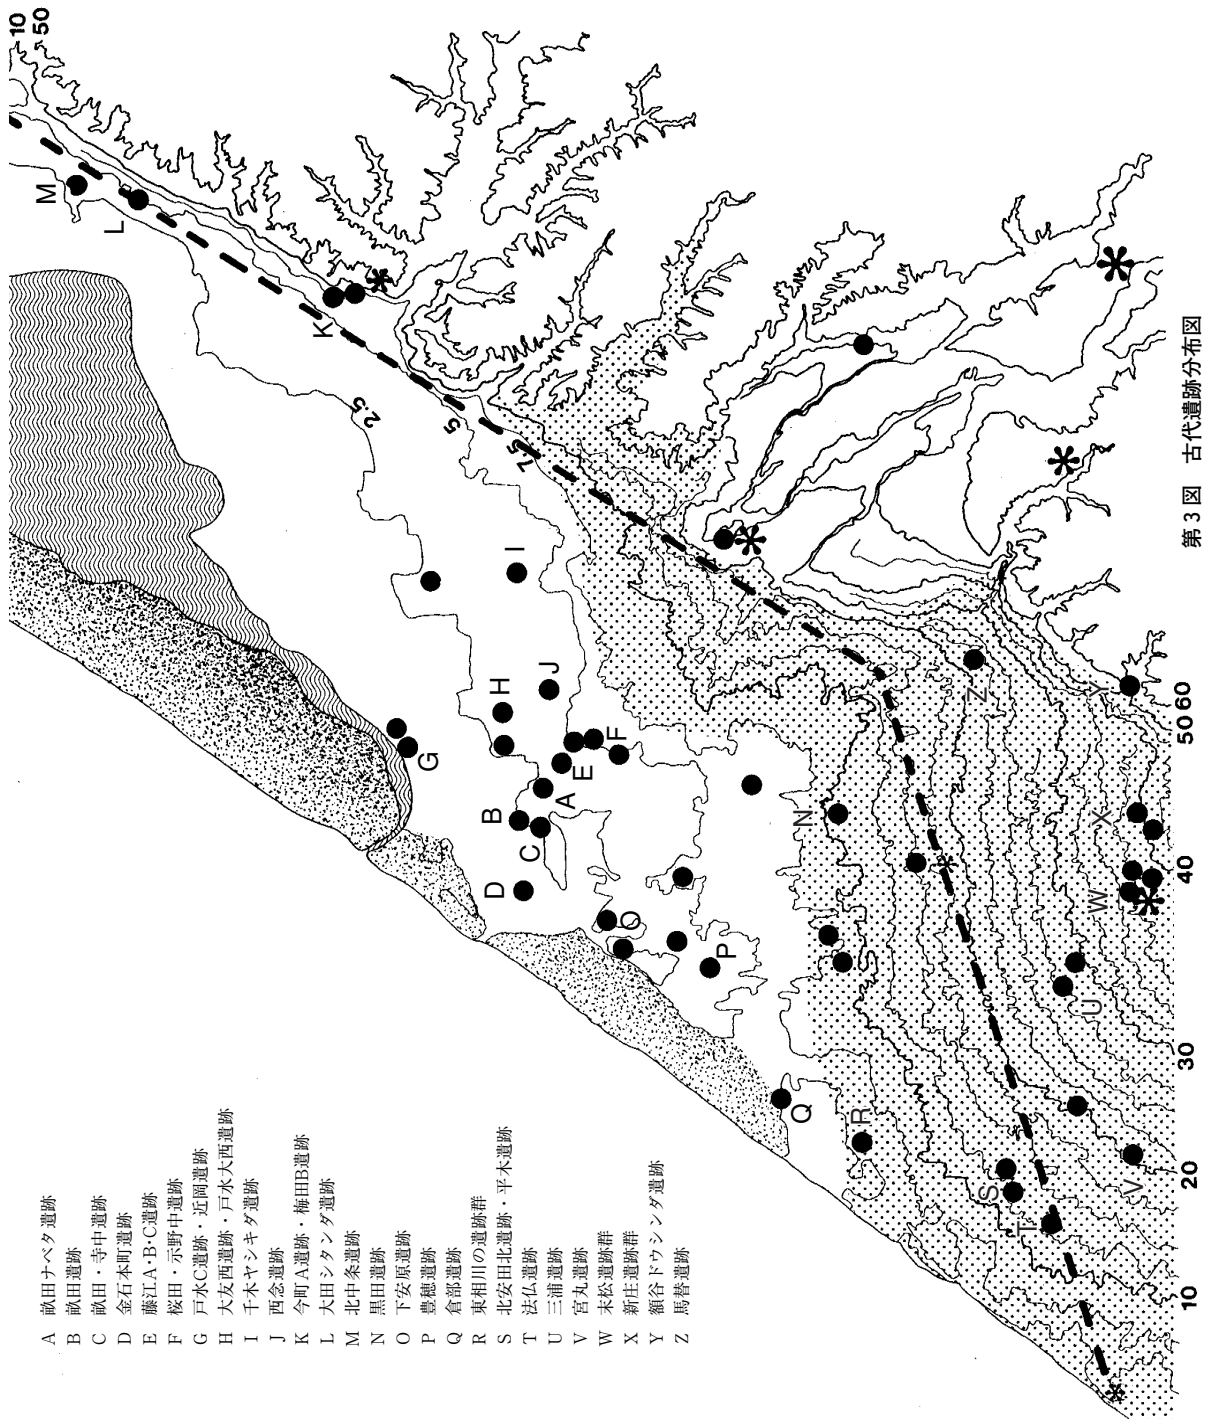 A 畝田ナベタ遺跡
B 畝田遺跡
C 畝田・寺中遺跡
D 金石本町遺跡
E 藤江A・B・C遺跡
F 桜田・示野中遺跡
G 戸水C遺跡・近岡遺跡
H 大友西遺跡・戸水大西遺跡
I 千木ヤシキダ遺跡
J 西念遺跡
K 今町A遺跡・梅田B遺跡
L 大田シタンダ遺跡
M 北中条遺跡
N 黒田遺跡
O 下安原遺跡
P 豊穂遺跡
Q 倉部遺跡
R 東相川の遺跡群
S 北安田北遺跡・平木遺跡
T 法仏遺跡
U 三浦遺跡
V 宮丸遺跡
W 末松遺跡群
X 新庄遺跡群
Y 額谷ドウシンダ遺跡
Z 馬替遺跡
M
L
K
I
J
H
G
F
E
A
B
C
D
O
P
N
Q
R
S
T
U
V
W
X
Y
Z
2.5
5
7.5
10
50
10
20
30
40
50
60
第3図 古代遺跡分布図